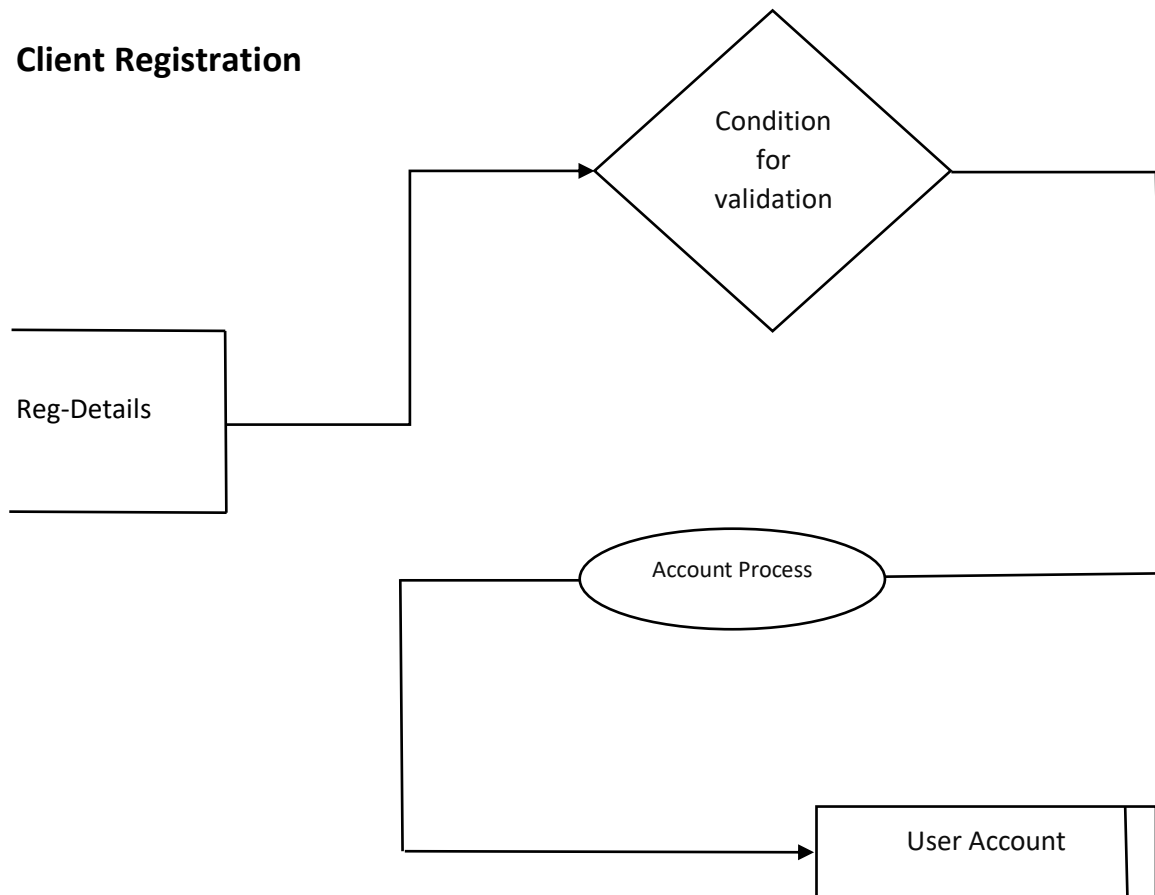 Client Registration
Condition
for
validation
Reg-Details
Account Process
User Account